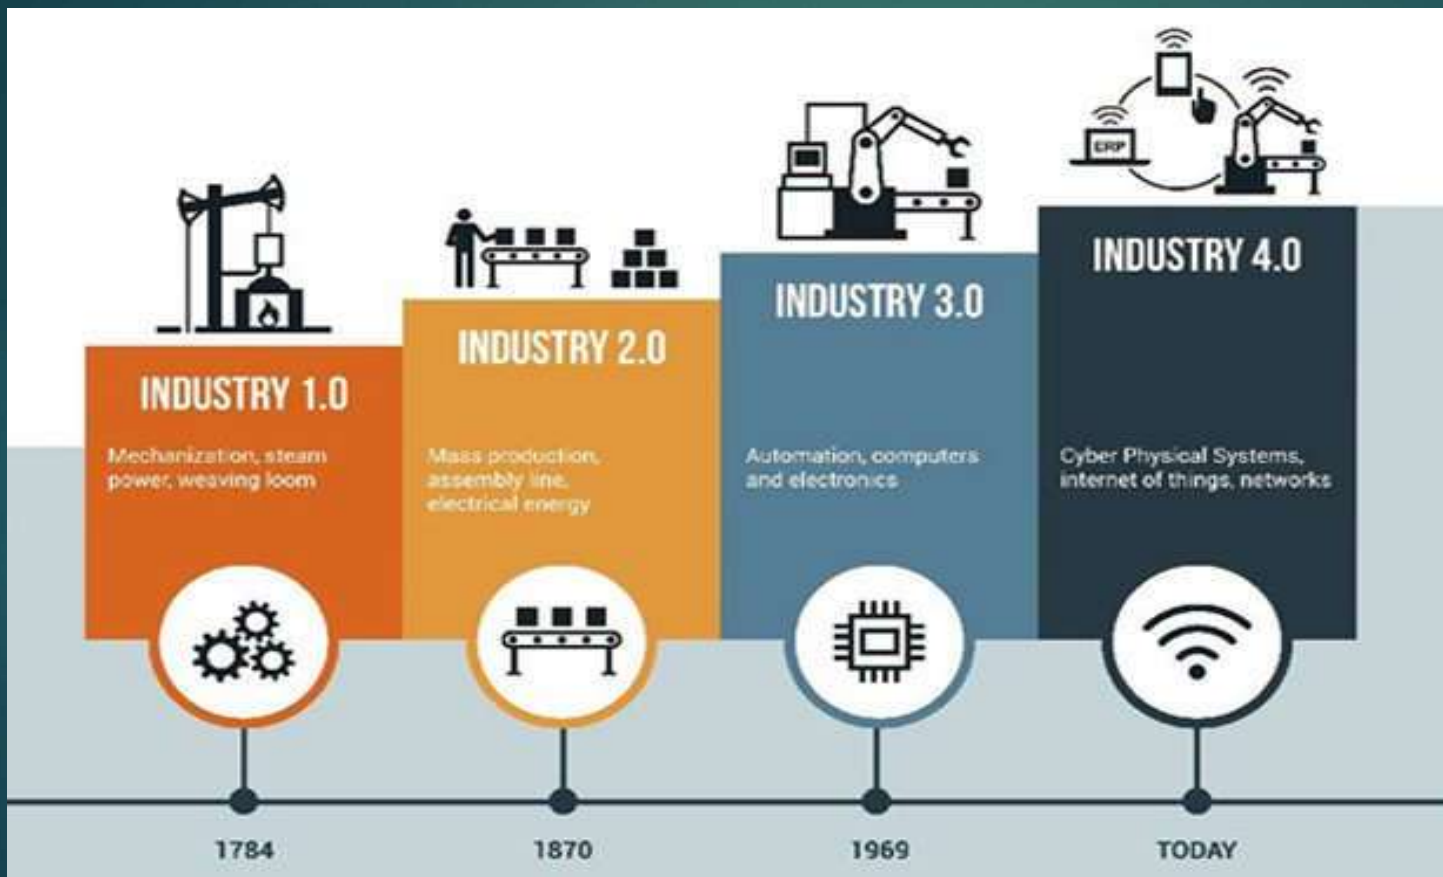 ERP
INDUSTRY 1.0
Mechanization, steam
power, weaving loom
1784
INDUSTRY 2.0
Mass production,
assembly line,
electrical energy
1870
INDUSTRY 3.0
Automation, computers
and electronics
1969
INDUSTRY 4.0
Cyber Physical Systems,
internet of things, networks
TODAY